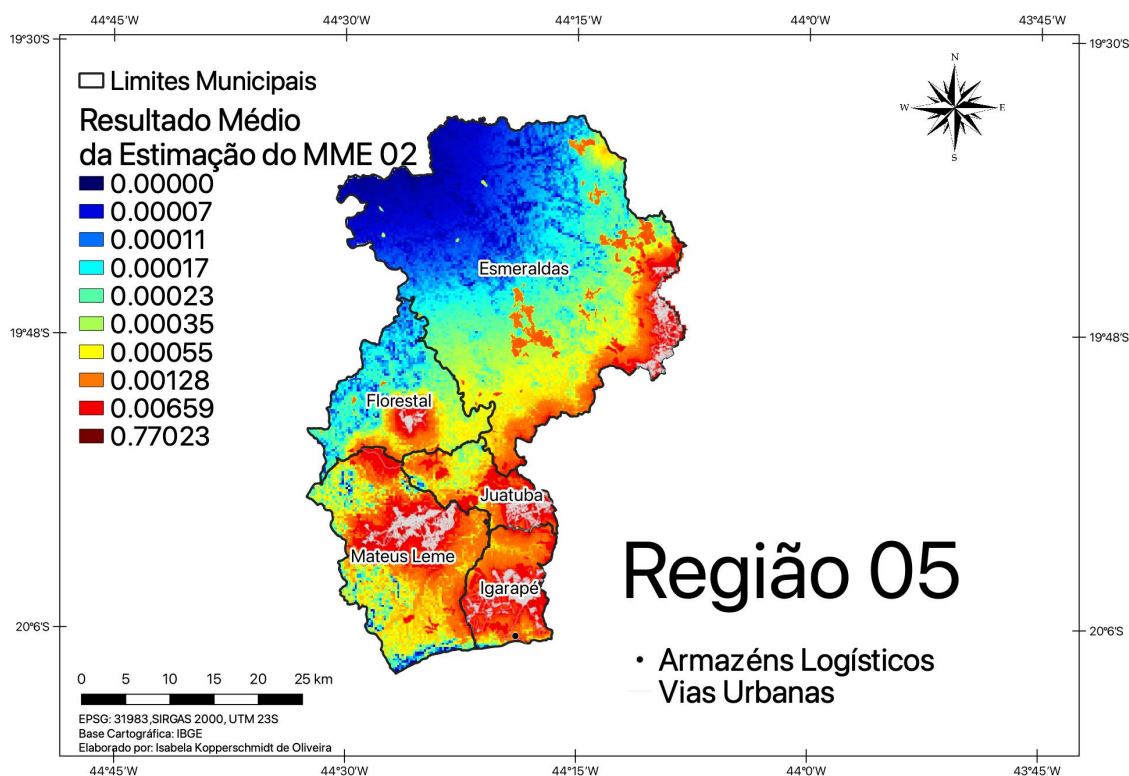 44°45'W 44°30'W 44°15'W 44°0'W 43°45'W
19°30'S 19°30'S
N
W E
S
Limites Municipais
Resultado Médio
da Estimação do MME 02
0.00000
0.00007
0.00011
0.00017
0.00023
0.00035
0.00055
0.00128
0.00659
0.77023
Esmeraldas
19°48'S 19°48'S
Florestal
Juatuba
Mateus Leme
Igarapé
Região 05
20°6'S 20°6'S
Armazéns Logísticos
Vias Urbanas
0 5 10 15 20 25 km
EPSG: 31983,SIRGAS 2000, UTM 23S
Base Cartográfica: IBGE
Elaborado por: Isabela Kopperschmidt de Oliveira
44°45'W 44°30'W 44°15'W 44°0'W 43°45'W